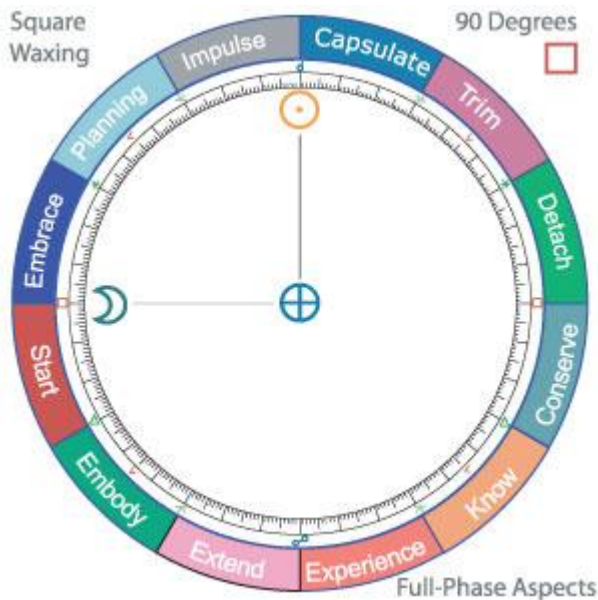 Square
Waxing
90 Degrees
Impulse
Capsulate
Trim
Detach
Conserve
Know
Experience
Extend
Embody
Start
Embrace
Planning
Full-Phase Aspects